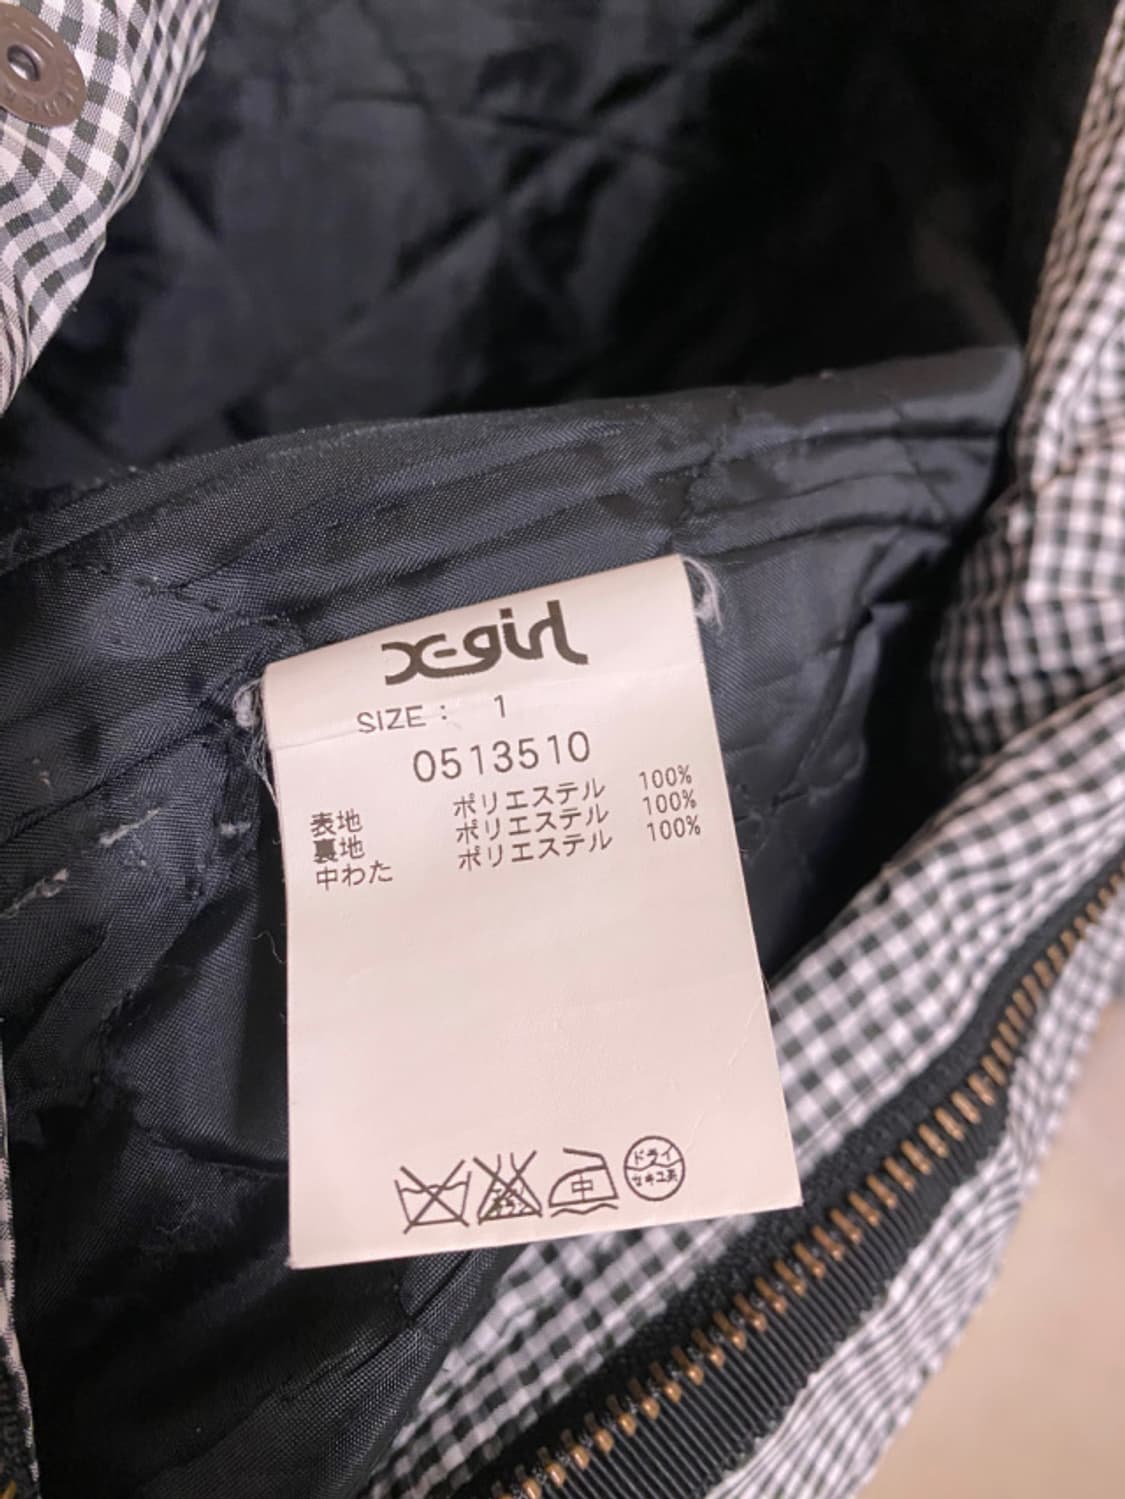 X-girl
SIZE : 1
0513510
表地 ポリエステル 100%
裏地 ポリエステル 100%
中わた ポリエステル 100%
中
ドライ
セキユ系